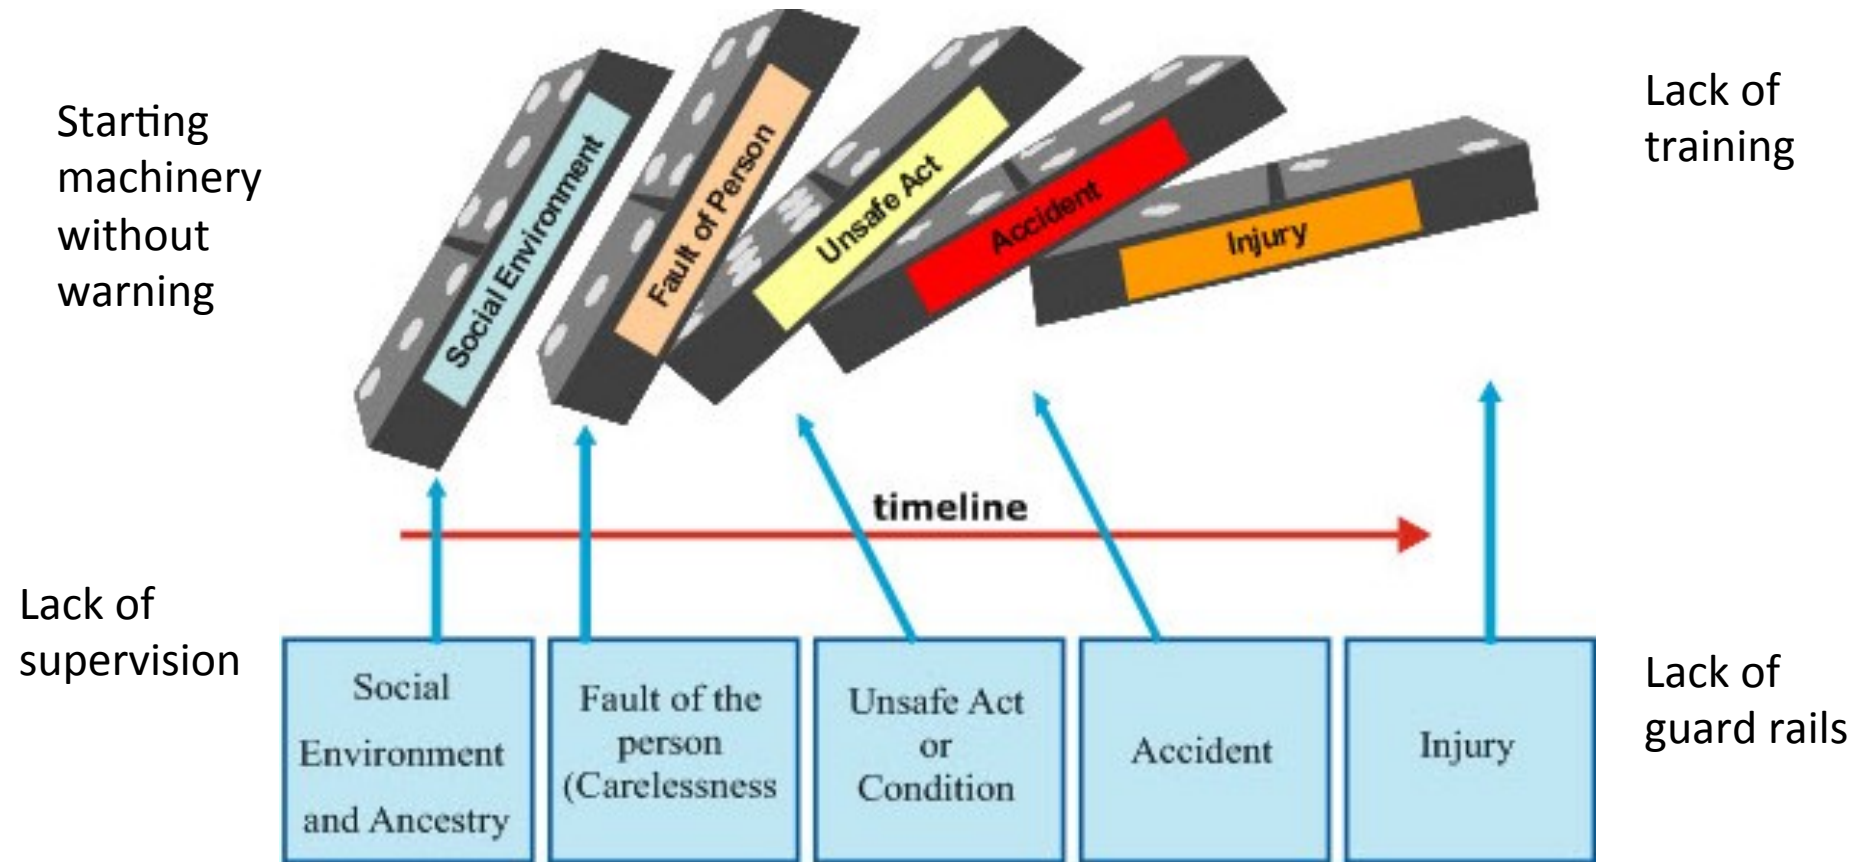 Starting
machinery
without
warning
Social Environment
Fault of Person
Unsafe Act
Accident
Injury
Lack of
training
timeline
Lack of
supervision
Social
Environment
and Ancestry
Fault of the
person
(Carelessness
Unsafe Act
or
Condition
Accident
Injury
Lack of
guard rails